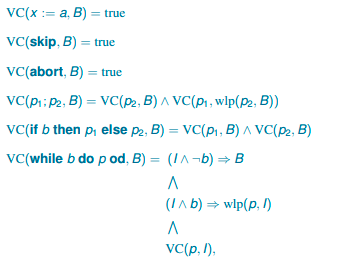 VC(x := a, B) = true
VC(skip, B) = true
VC(abort, B) = true
VC(p₁; p₂, B) = VC(p₂, B) ∧ VC(p₁, wlp(p₂, B))
VC(if b then p₁ else p₂, B) = VC(p₁, B) ∧ VC(p₂, B)
VC(while b do p od, B) = (I ∧ ¬b) ⇒ B
∧
(I ∧ b) ⇒ wlp(p, I)
∧
VC(p, I),